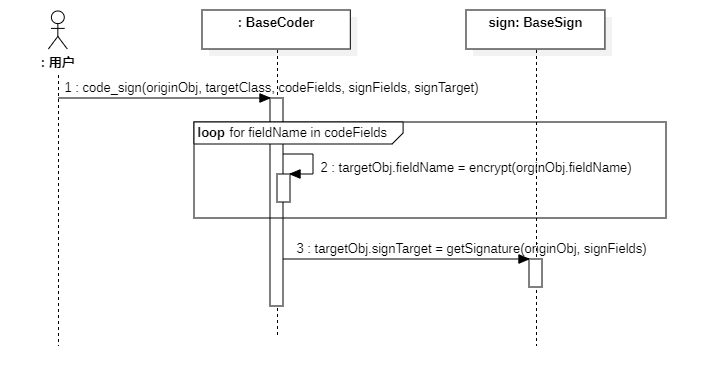 : BaseCoder
sign: BaseSign
: 用户
1 : code_sign(originObj, targetClass, codeFields, signFields, signTarget)
loop for fieldName in codeFields
2 : targetObj.fieldName = encrypt(orginObj.fieldName)
3 : targetObj.signTarget = getSignature(originObj, signFields)